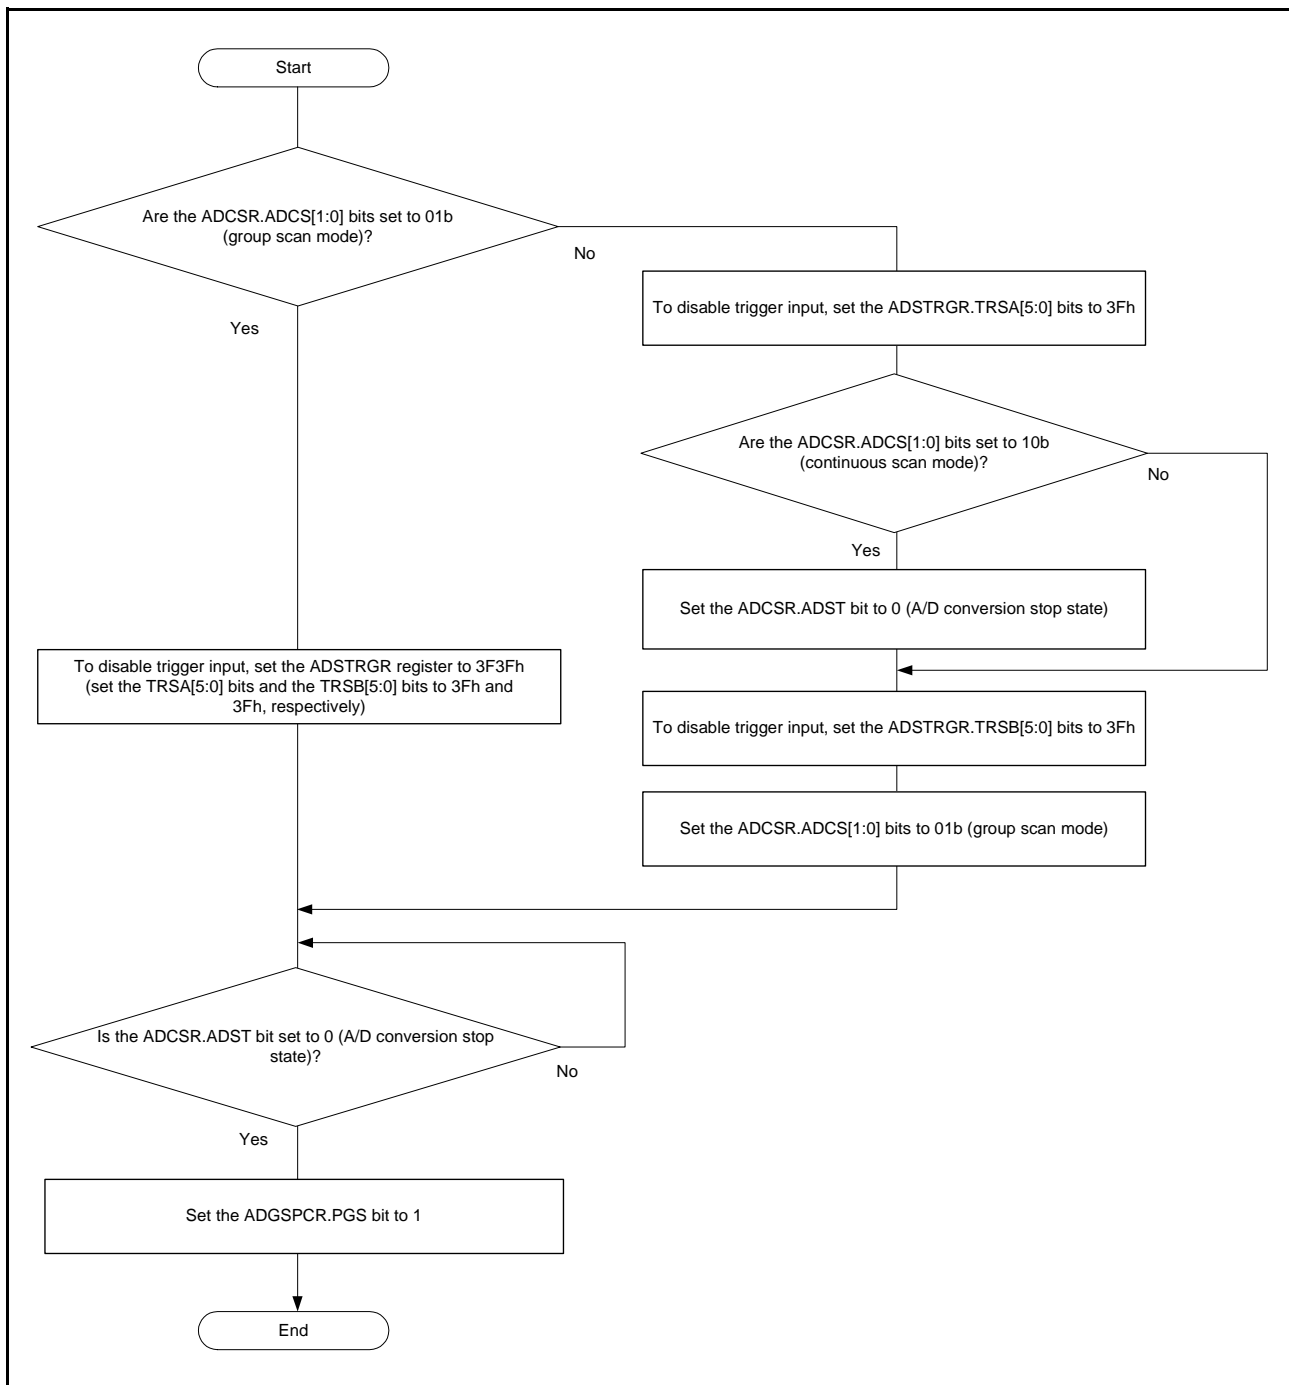 Start
Are the ADCSR.ADCS[1:0] bits set to 01b
(group scan mode)?
No
Yes
To disable trigger input, set the ADSTRGR.TRSA[5:0] bits to 3Fh
Are the ADCSR.ADCS[1:0] bits set to 10b
(continuous scan mode)?
No
Yes
Set the ADCSR.ADST bit to 0 (A/D conversion stop state)
To disable trigger input, set the ADSTRGR register to 3F3Fh
(set the TRSA[5:0] bits and the TRSB[5:0] bits to 3Fh and
3Fh, respectively)
To disable trigger input, set the ADSTRGR.TRSB[5:0] bits to 3Fh
Set the ADCSR.ADCS[1:0] bits to 01b (group scan mode)
Is the ADCSR.ADST bit set to 0 (A/D conversion stop
state)?
No
Yes
Set the ADGSPCR.PGS bit to 1
End